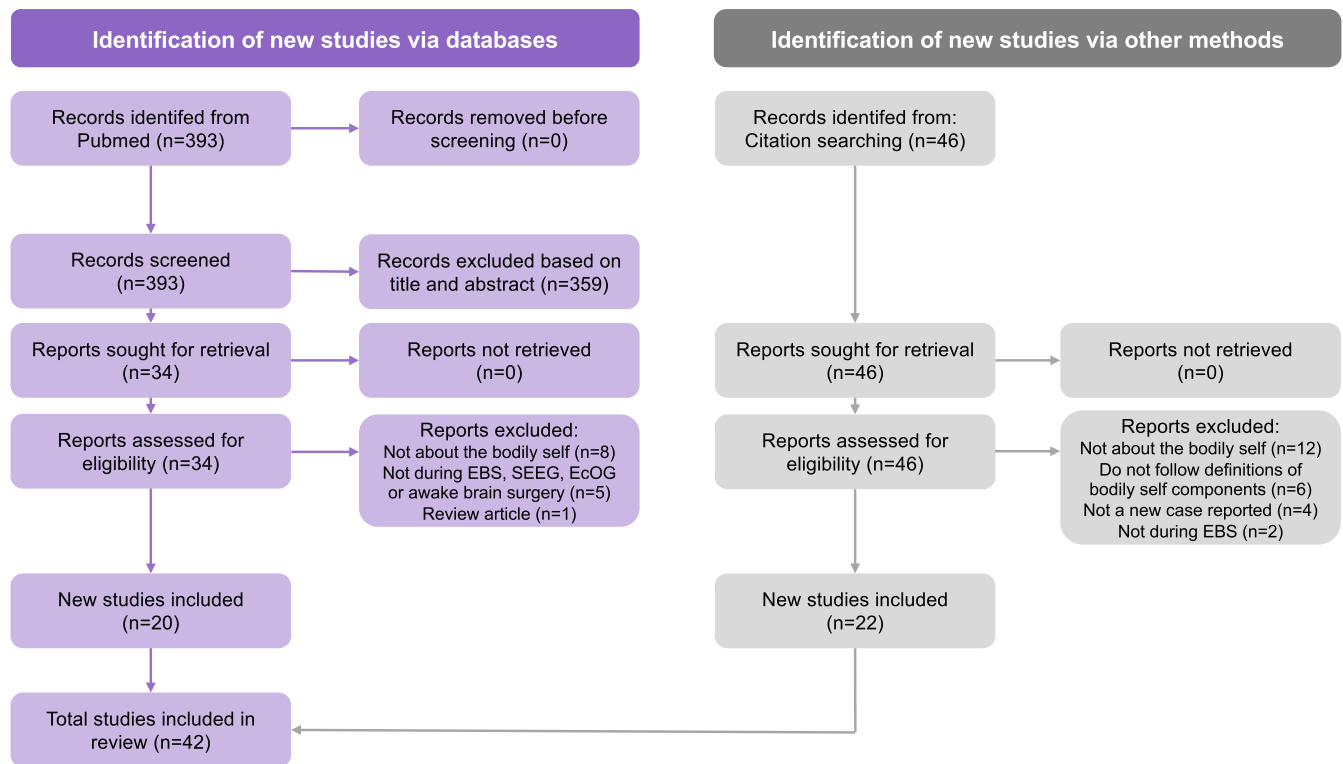 Identification of new studies via databases
Identification of new studies via other methods
Records identifed from
Pubmed (n=393)
Records removed before
screening (n=0)
Records identifed from:
Citation searching (n=46)
Records screened
(n=393)
Records excluded based on
title and abstract (n=359)
Reports sought for retrieval
(n=34)
Reports not retrieved
(n=0)
Reports sought for retrieval
(n=46)
Reports not retrieved
(n=0)
Reports assessed for
eligibility (n=34)
Reports excluded:
Not about the bodily self (n=8)
Not during EBS, SEEG, EcOG
or awake brain surgery (n=5)
Review article (n=1)
Reports assessed for
eligibility (n=46)
Reports excluded:
Not about the bodily self (n=12)
Do not follow definitions of
bodily self components (n=6)
Not a new case reported (n=4)
Not during EBS (n=2)
New studies included
(n=20)
New studies included
(n=22)
Total studies included in
review (n=42)